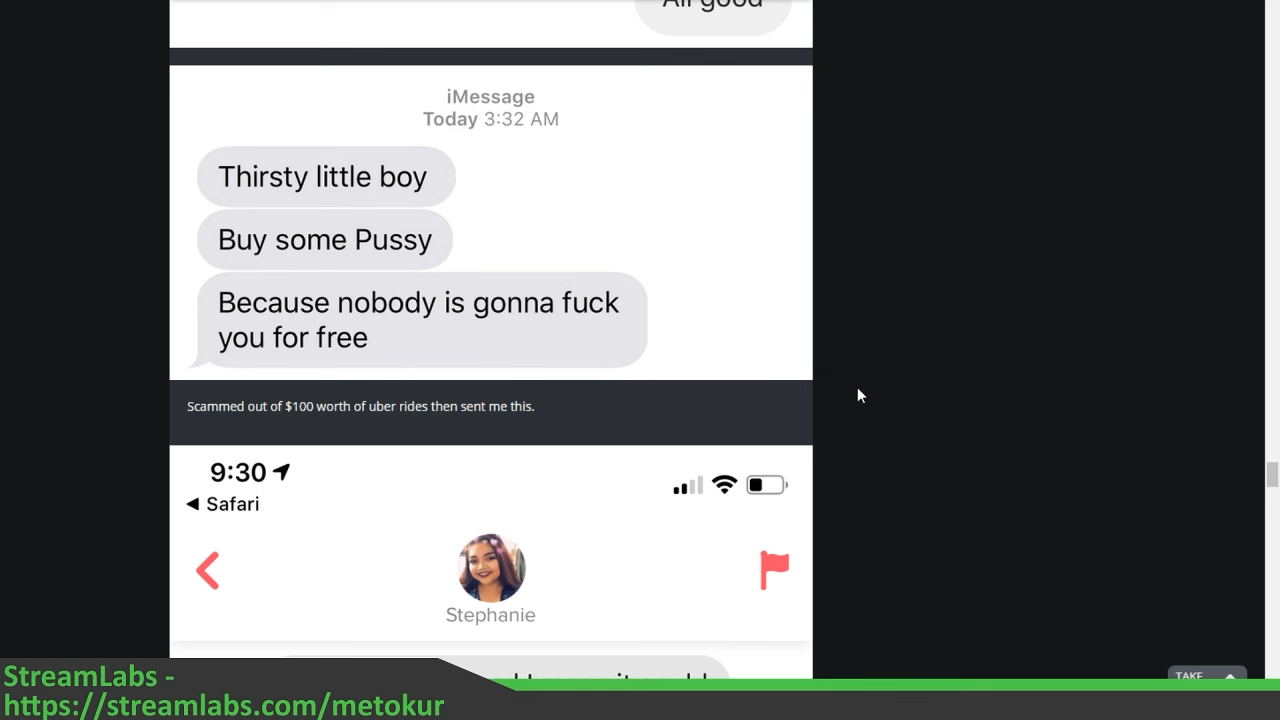 All good
iMessage
Today 3:32 AM
Thirsty little boy
Buy some Pussy
Because nobody is gonna fuck
you for free
Scammed out of $100 worth of uber rides then sent me this.
9:30
Safari
Stephanie
TAKE
StreamLabs -
https://streamlabs.com/metokur